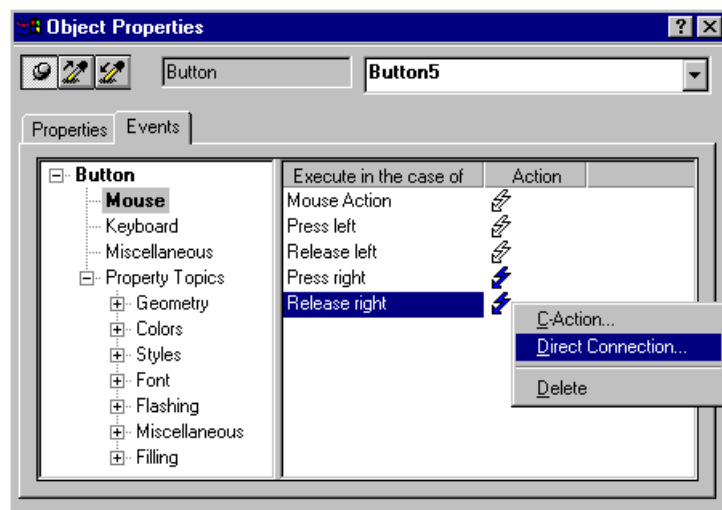 Object Properties
Button Button5
Properties Events
Button
Mouse
Keyboard
Miscellaneous
Property Topics
Geometry
Colors
Styles
Font
Flashing
Miscellaneous
Filling
Execute in the case of Action
Mouse Action
Press left
Release left
Press right
Release right
C-Action...
Direct Connection...
Delete